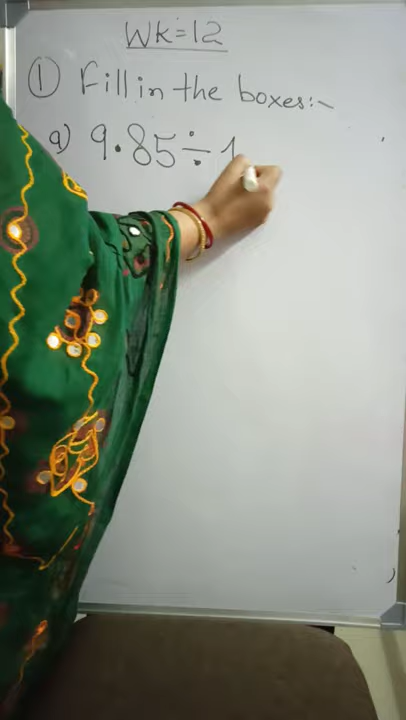 Wk=12
① Fill in the boxes:-
a) 9.85÷1